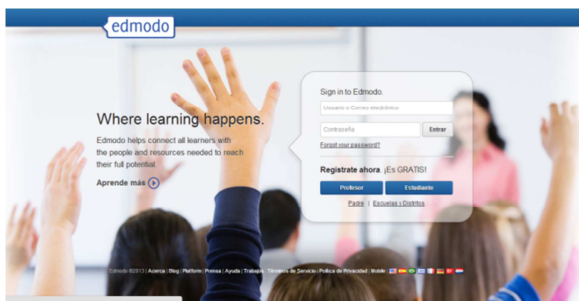 edmodo
Sign in to Edmodo.
Usuario o Correo electrónico
Where learning happens.
Contraseña
Entrar
Edmodo helps connect all learners with
the people and resources needed to reach
their full potential.
Forgot your password?
Aprende más
Registrate ahora. ¡Es GRATIS!
Profesor
Estudiante
Padre | Escuelas y Distritos
Edmodo ©2013 | Acerca | Blog | Platform | Prensa | Ayuda | Trabajos | Términos de Servicio | Política de Privacidad | Mobile